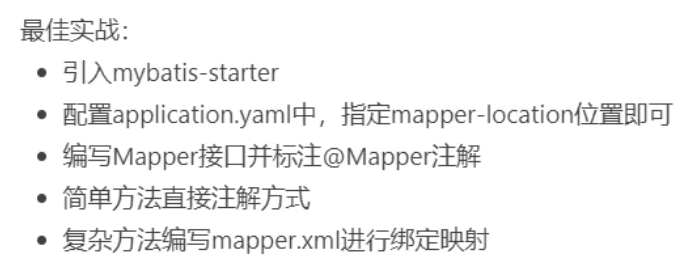 最佳实战：
• 引入mybatis-starter
• 配置application.yaml中，指定mapper-location位置即可
• 编写Mapper接口并标注@Mapper注解
• 简单方法直接注解方式
• 复杂方法编写mapper.xml进行绑定映射